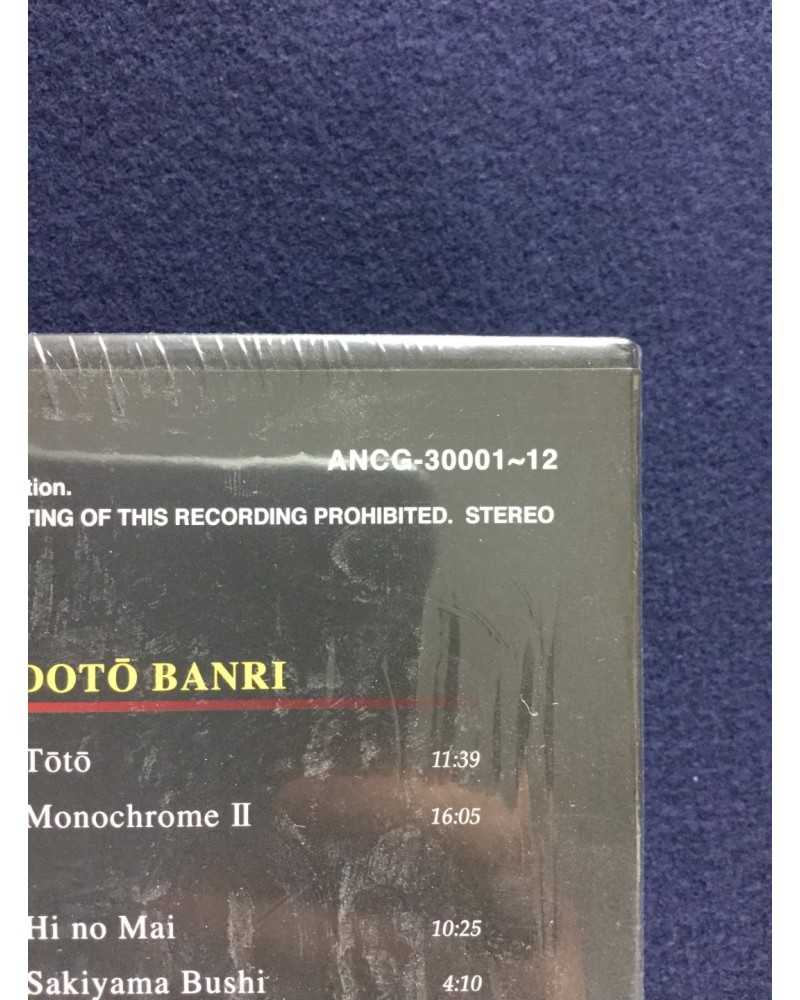 ANCG-30001~12
tion.
TING OF THIS RECORDING PROHIBITED. STEREO
DOTŌ BANRI
Tōtō 11:39
Monochrome II 16:05
Hi no Mai 10:25
Sakiyama Bushi 4:10